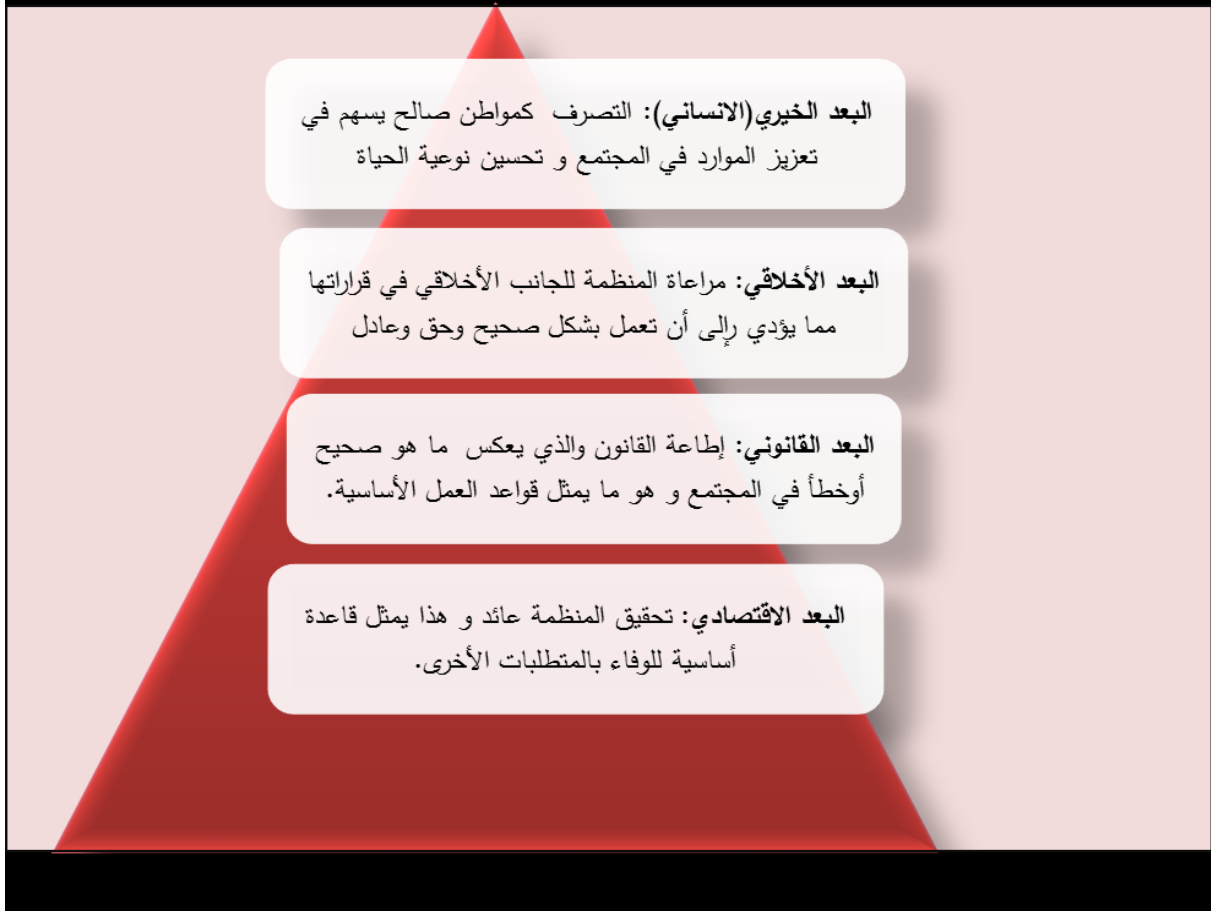 البعد الخيري(الانساني): التصرف كمواطن صالح يسهم في
تعزيز الموارد في المجتمع و تحسين نوعية الحياة
البعد الأخلاقي: مراعاة المنظمة للجانب الأخلاقي في قراراتها
مما يؤدي رإلى أن تعمل بشكل صحيح وحق وعادل
البعد القانوني: إطاعة القانون والذي يعكس ما هو صحيح
أوخطأ في المجتمع و هو ما يمثل قواعد العمل الأساسية.
البعد الاقتصادي: تحقيق المنظمة عائد و هذا يمثل قاعدة
أساسية للوفاء بالمتطلبات الأخرى.